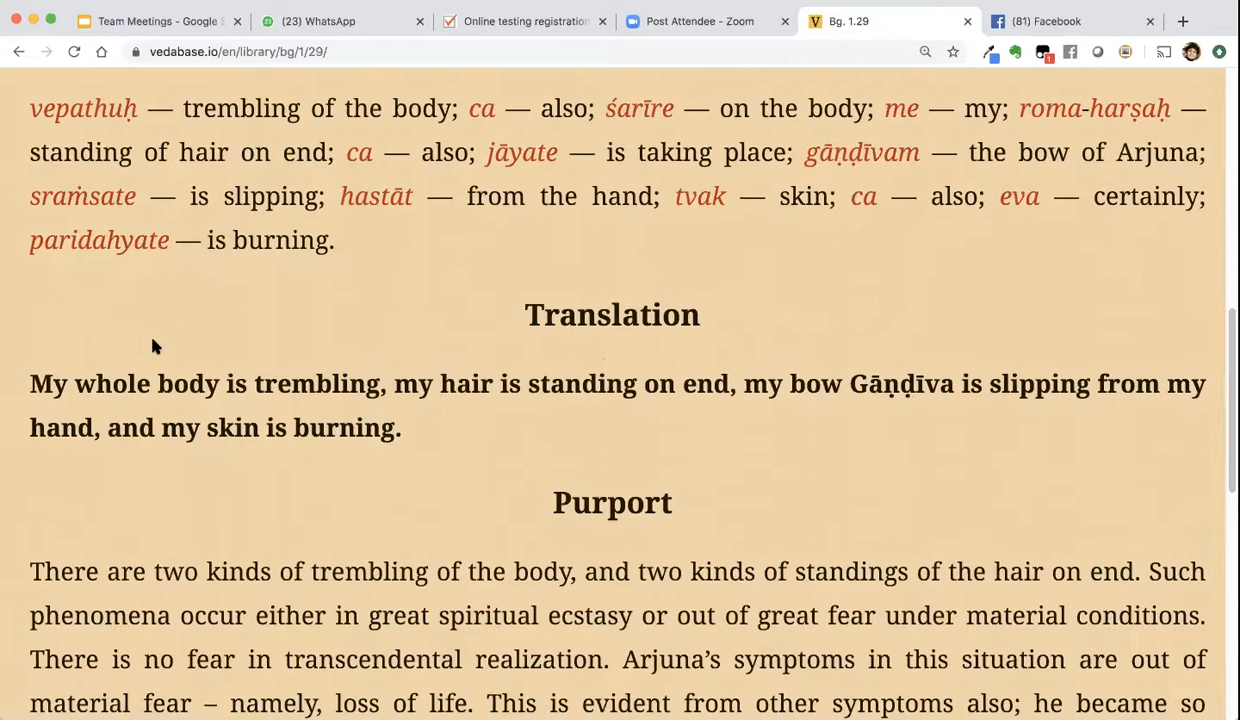 Team Meetings - Google S
(23) WhatsApp
Online testing registration
Post Attendee - Zoom
Bg. 1.29
(81) Facebook
vedabase.io/en/library/bg/1/29/
vepathuḥ — trembling of the body; ca — also; śarīre — on the body; me — my; roma-harṣaḥ —
standing of hair on end; ca — also; jāyate — is taking place; gāṇḍīvam — the bow of Arjuna;
sraṁsate — is slipping; hastāt — from the hand; tvak — skin; ca — also; eva — certainly;
paridahyate — is burning.
Translation
My whole body is trembling, my hair is standing on end, my bow Gāṇḍīva is slipping from my
hand, and my skin is burning.
Purport
There are two kinds of trembling of the body, and two kinds of standings of the hair on end. Such
phenomena occur either in great spiritual ecstasy or out of great fear under material conditions.
There is no fear in transcendental realization. Arjuna’s symptoms in this situation are out of
material fear – namely, loss of life. This is evident from other symptoms also; he became so